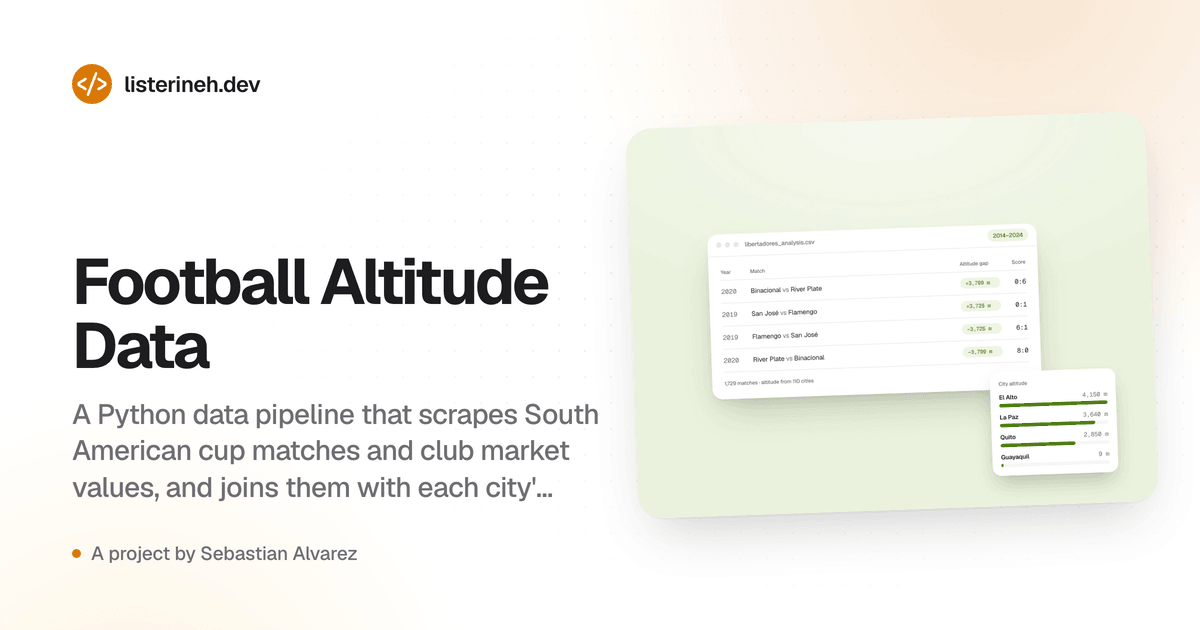 listerineh.dev
Football Altitude
Data
A Python data pipeline that scrapes South
American cup matches and club market
values, and joins them with each city'...
A project by Sebastian Alvarez
libertadores_analysis.csv 2014–2024
Year Match Altitude gap Score
2020 Binacional vs River Plate +3,799 m 0:6
2019 San José vs Flamengo +3,725 m 0:1
2019 Flamengo vs San José −3,725 m 6:1
2020 River Plate vs Binacional −3,799 m 8:0
1,729 matches · altitude from 110 cities
City altitude
El Alto 4,150 m
La Paz 3,640 m
Quito 2,850 m
Guayaquil 9 m